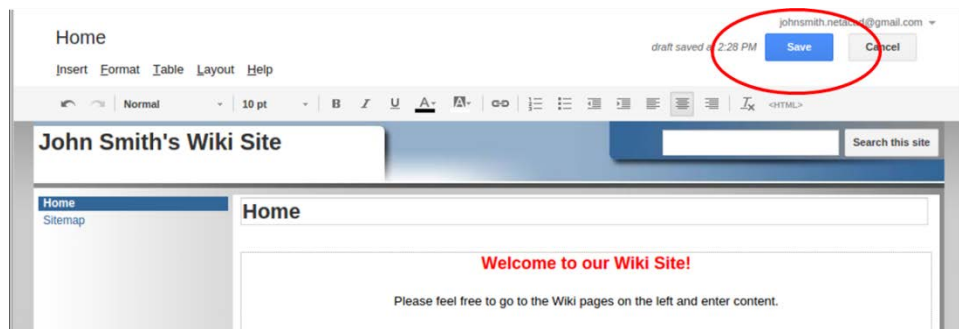 johnsmith.netacad@gmail.com
Home
draft saved at 2:28 PM Save Cancel
Insert Format Table Layout Help
Normal 10 pt B I U A A Tx <HTML>
John Smith's Wiki Site
Search this site
Home
Sitemap
Home
Welcome to our Wiki Site!
Please feel free to go to the Wiki pages on the left and enter content.